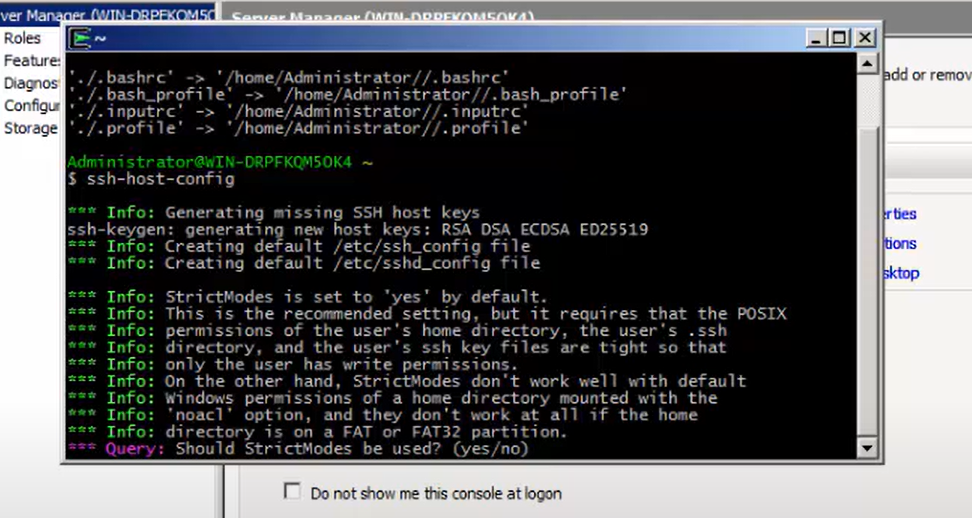 ver Manager (WIN-DRPFKQM5OC
Server Manager (WIN-DRPFKQM5OK4)
Roles
Features
Diagnos
Configur
Storage
~
add or remov
'./.bashrc' -> '/home/Administrator//.bashrc'
'./.bash_profile' -> '/home/Administrator//.bash_profile'
'./.inputrc' -> '/home/Administrator//.inputrc'
'./.profile' -> '/home/Administrator//.profile'
Administrator@WIN-DRPFKQM5OK4 ~
$ ssh-host-config
*** Info: Generating missing SSH host keys
ssh-keygen: generating new host keys: RSA DSA ECDSA ED25519
*** Info: Creating default /etc/ssh_config file
*** Info: Creating default /etc/sshd_config file
*** Info: StrictModes is set to 'yes' by default.
*** Info: This is the recommended setting, but it requires that the POSIX
*** Info: permissions of the user's home directory, the user's .ssh
*** Info: directory, and the user's ssh key files are tight so that
*** Info: only the user has write permissions.
*** Info: On the other hand, StrictModes don't work well with default
*** Info: Windows permissions of a home directory mounted with the
*** Info: 'noacl' option, and they don't work at all if the home
*** Info: directory is on a FAT or FAT32 partition.
*** Query: Should StrictModes be used? (yes/no)
erties
tions
sktop
Do not show me this console at logon